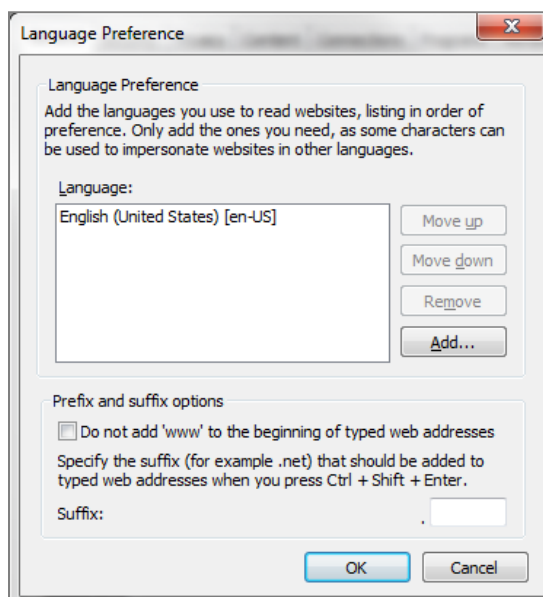 Language Preference
Language Preference
Add the languages you use to read websites, listing in order of
preference. Only add the ones you need, as some characters can
be used to impersonate websites in other languages.
Language:
English (United States) [en-US]
Move up
Move down
Remove
Add...
Prefix and suffix options
Do not add 'www' to the beginning of typed web addresses
Specify the suffix (for example .net) that should be added to
typed web addresses when you press Ctrl + Shift + Enter.
Suffix: .
OK Cancel